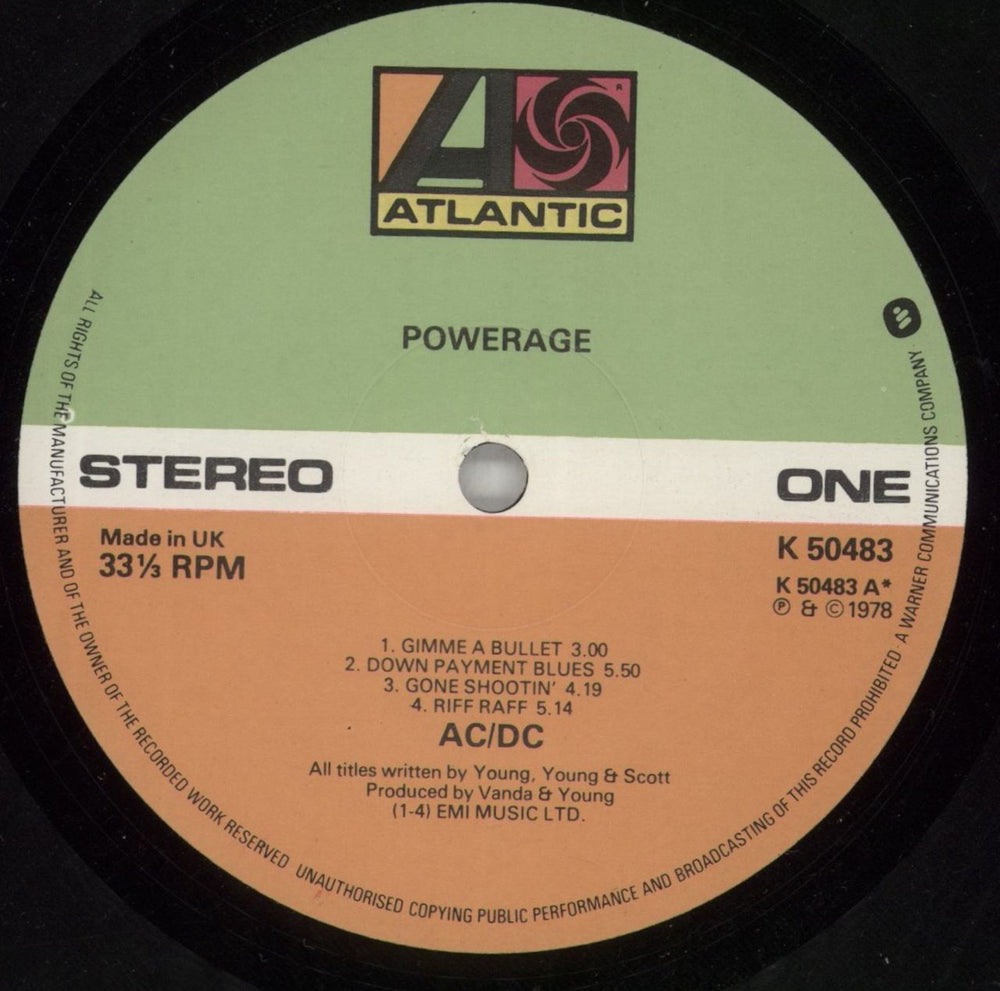 ATLANTIC
R
POWERAGE
STEREO
ONE
Made in UK
33⅓ RPM
K 50483
K 50483 A*
Ⓟ & © 1978
1. GIMME A BULLET 3.00
2. DOWN PAYMENT BLUES 5.50
3. GONE SHOOTIN' 4.19
4. RIFF RAFF 5.14
AC/DC
All titles written by Young, Young & Scott
Produced by Vanda & Young
(1-4) EMI MUSIC LTD.
ALL RIGHTS OF THE MANUFACTURER AND OF THE OWNER OF THE RECORDED WORK RESERVED UNAUTHORISED COPYING PUBLIC PERFORMANCE AND BROADCASTING OF THIS RECORD PROHIBITED · A WARNER COMMUNICATIONS COMPANY